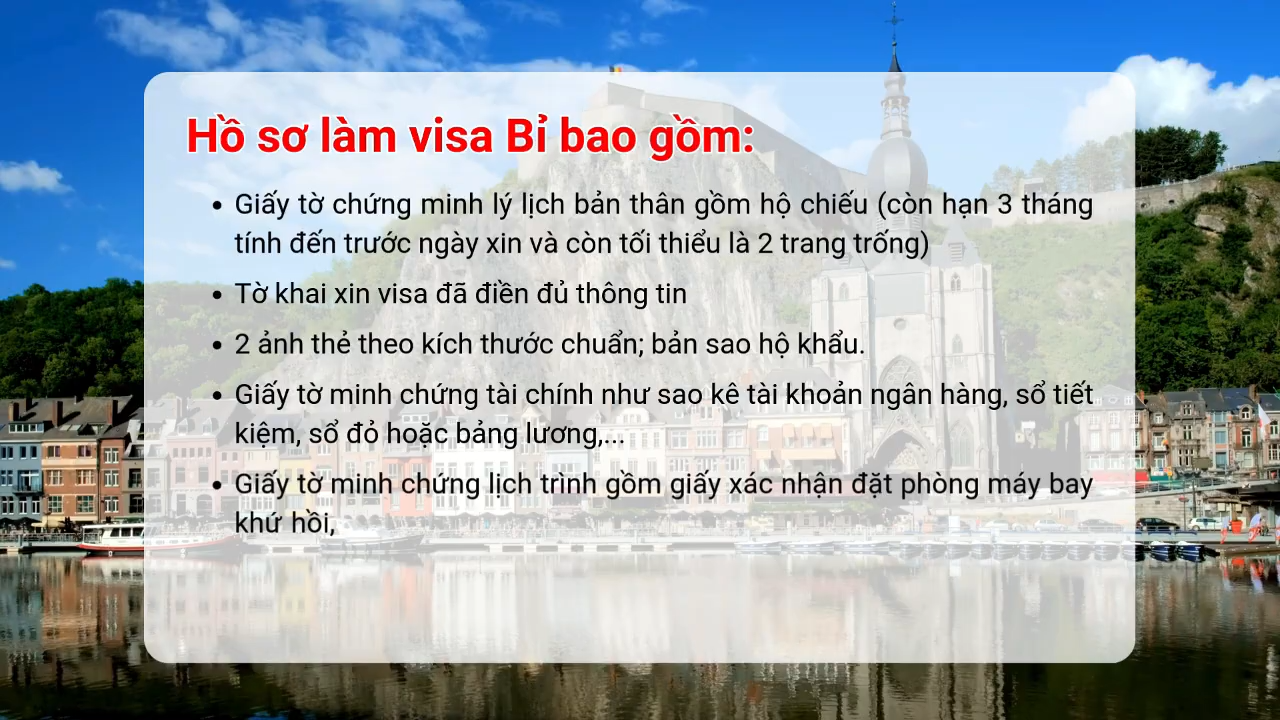 Hồ sơ làm visa Bỉ bao gồm:
• Giấy tờ chứng minh lý lịch bản thân gồm hộ chiếu (còn hạn 3 tháng
tính đến trước ngày xin và còn tối thiểu là 2 trang trống)
• Tờ khai xin visa đã điền đủ thông tin
• 2 ảnh thẻ theo kích thước chuẩn; bản sao hộ khẩu.
• Giấy tờ minh chứng tài chính như sao kê tài khoản ngân hàng, sổ tiết
kiệm, sổ đỏ hoặc bảng lương,...
• Giấy tờ minh chứng lịch trình gồm giấy xác nhận đặt phòng máy bay
khứ hồi,